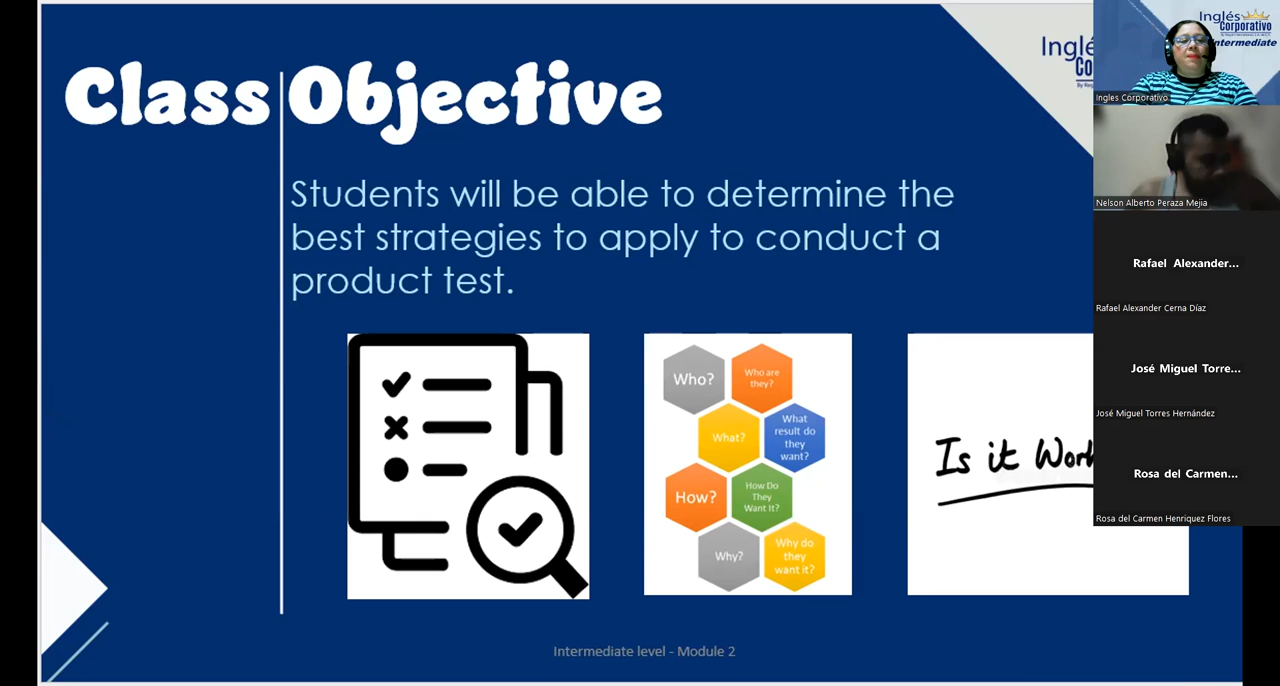 Class Objective
Students will be able to determine the
best strategies to apply to conduct a
product test.
Who?
Who are
they?
What?
What
result do
they
want?
How?
How Do
They
Want It?
Why?
Why do
they
want it?
Is it
Intermediate level - Module 2
Inglés
Corporativo
Intermediate
Ingles Corporativo
Nelson Alberto Peraza Mejia
Rafael Alexander...
Rafael Alexander Cerna Díaz
José Miguel Torre...
José Miguel Torres Hernández
Rosa del Carmen...
Rosa del Carmen Henriquez Flores